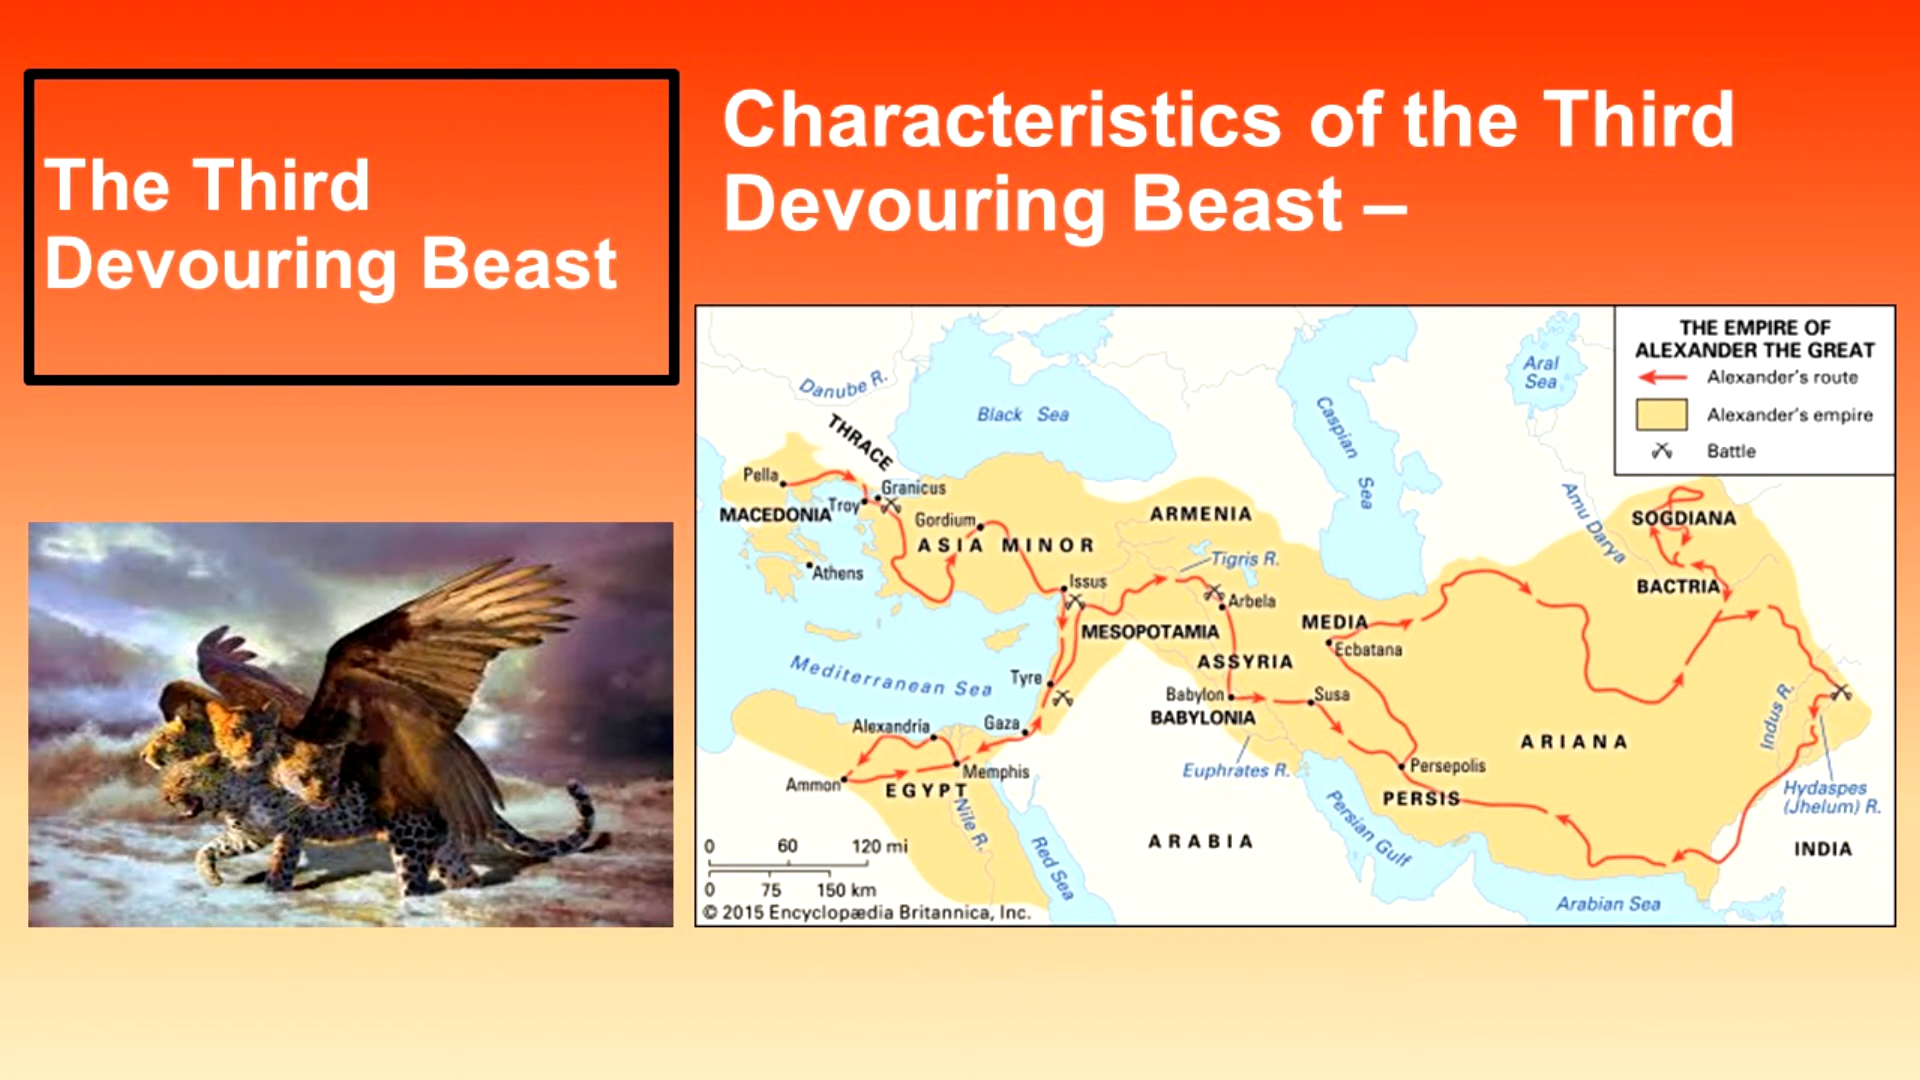 The Third
Devouring Beast
Characteristics of the Third
Devouring Beast –
THE EMPIRE OF
ALEXANDER THE GREAT
Alexander's route
Alexander's empire
Battle
Danube R.
Black Sea
Caspian Sea
Aral
Sea
THRACE
Pella
Granicus
Troy
MACEDONIA
Gordium
ARMENIA
Amu Darya
SOGDIANA
ASIA MINOR
Tigris R.
Athens
Issus
BACTRIA
Arbela
MESOPOTAMIA
MEDIA
Ecbatana
ASSYRIA
Mediterranean Sea
Tyre
Babylon
Susa
BABYLONIA
Alexandria
Gaza
Indus R.
ARIANA
Euphrates R.
Persepolis
Ammon
Memphis
EGYPT
PERSIS
Hydaspes
(Jhelum) R.
Nile R.
Persian Gulf
Red Sea
ARABIA
INDIA
0 60 120 mi
0 75 150 km
Arabian Sea
© 2015 Encyclopædia Britannica, Inc.